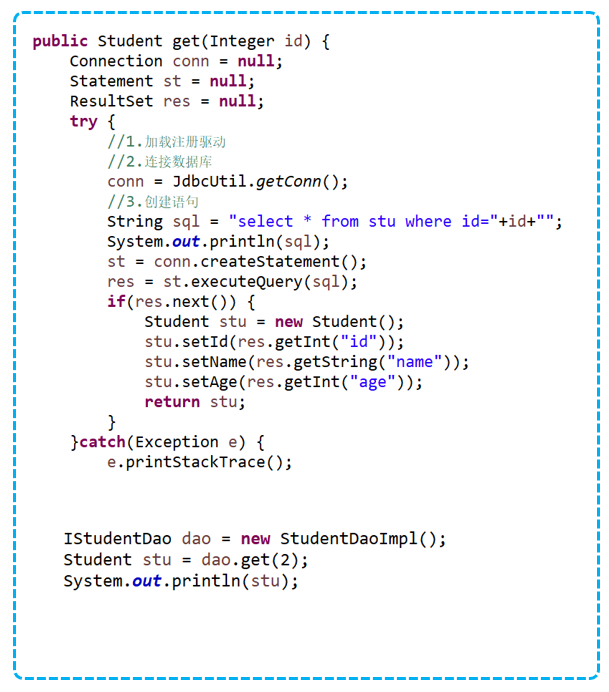 public Student get(Integer id) {
    Connection conn = null;
    Statement st = null;
    ResultSet res = null;
    try {
        //1.加载注册驱动
        //2.连接数据库
        conn = JdbcUtil.getConn();
        //3.创建语句
        String sql = "select * from stu where id="+id+"";
        System.out.println(sql);
        st = conn.createStatement();
        res = st.executeQuery(sql);
        if(res.next()) {
            Student stu = new Student();
            stu.setId(res.getInt("id"));
            stu.setName(res.getString("name"));
            stu.setAge(res.getInt("age"));
            return stu;
        }
    }catch(Exception e) {
        e.printStackTrace();
IStudentDao dao = new StudentDaoImpl();
Student stu = dao.get(2);
System.out.println(stu);